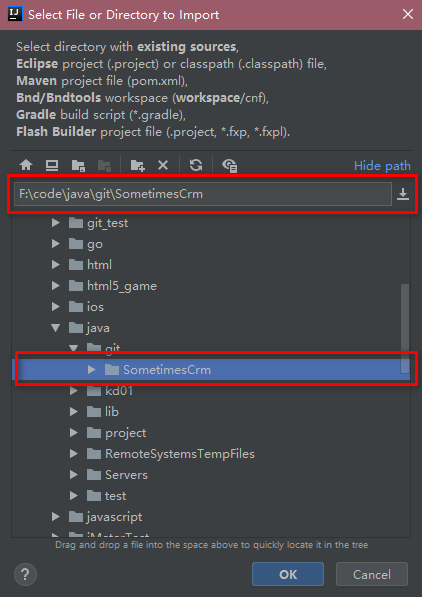 IJ Select File or Directory to Import
Select directory with existing sources,
Eclipse project (.project) or classpath (.classpath) file,
Maven project file (pom.xml),
Bnd/Bndtools workspace (workspace/cnf),
Gradle build script (*.gradle),
Flash Builder project file (.project, *.fxp, *.fxpl).
Hide path
F:\code\java\git\SometimesCrm
git_test
go
html
html5_game
ios
java
git
SometimesCrm
kd01
lib
project
RemoteSystemsTempFiles
Servers
test
javascript
jMeterTest
Drag and drop a file into the space above to quickly locate it in the tree
? OK Cancel